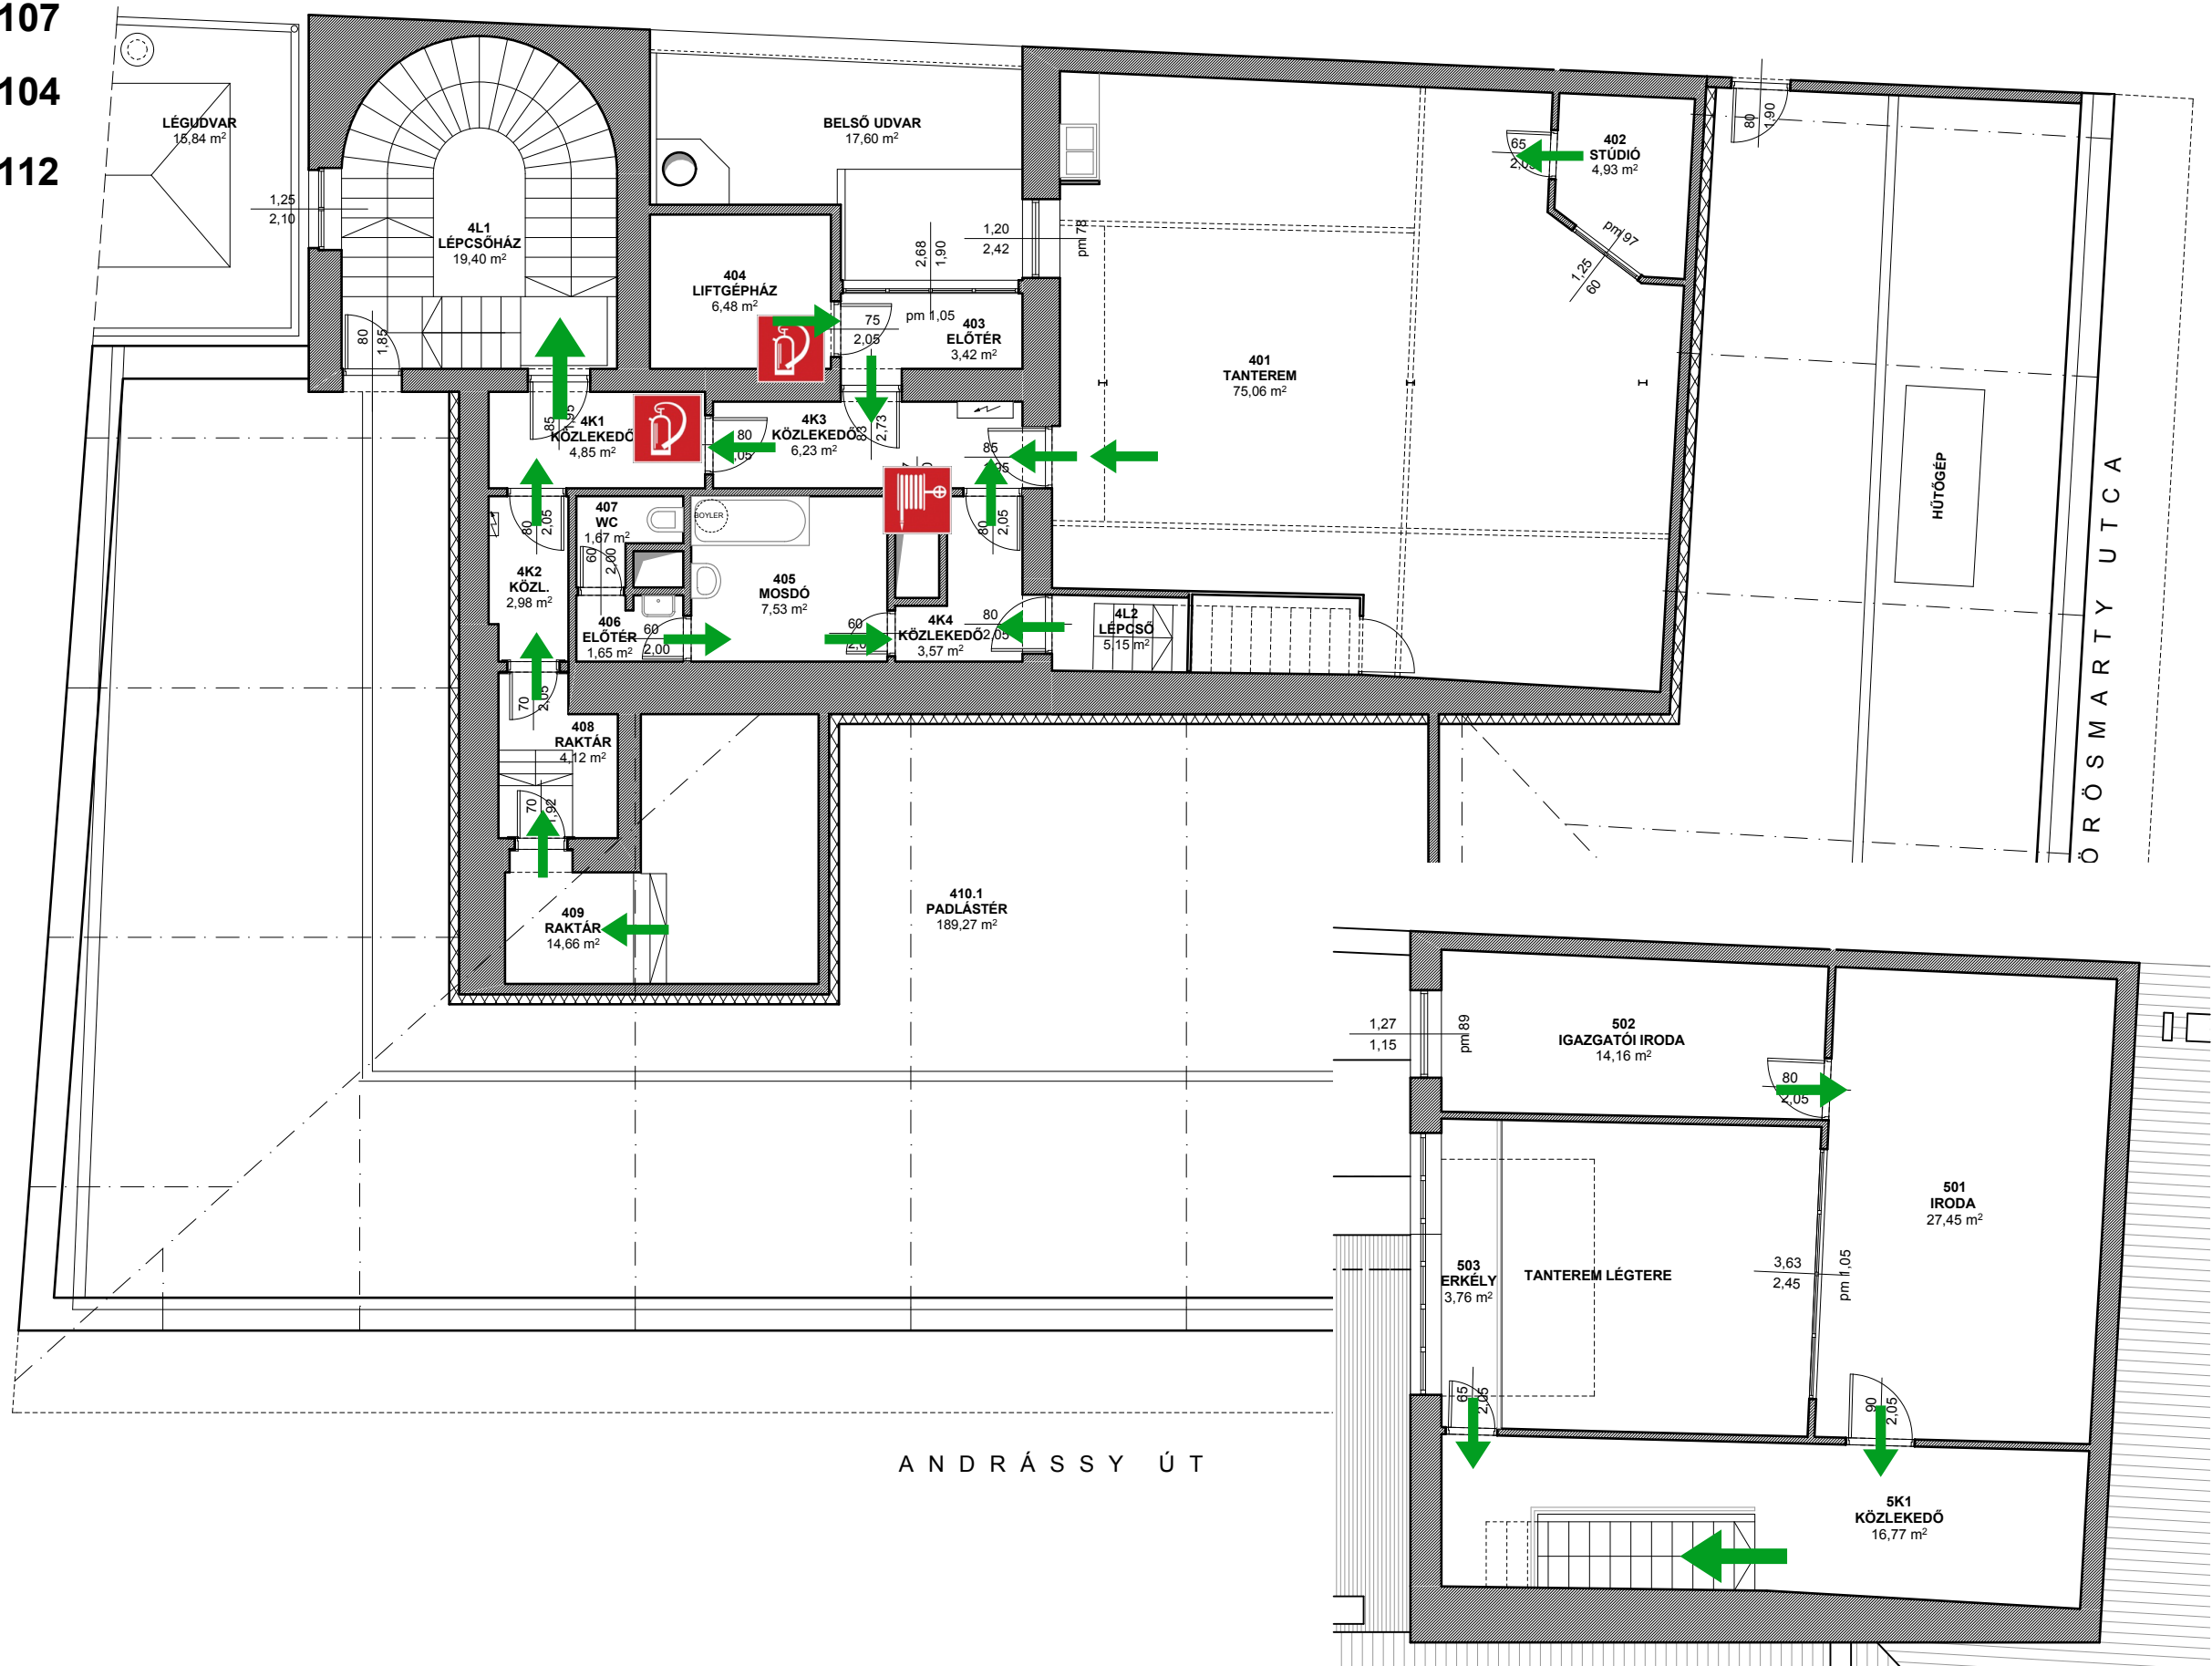 107
104
112
LÉGUDVAR
15,84 m²
1,25
2,10
4L1
LÉPCSŐHÁZ
19,40 m²
80
1,85
BELSŐ UDVAR
17,60 m²
404
LIFTGÉPHÁZ
6,48 m²
2,68
1,90
1,20
2,42
pm 78
75
2,05
pm 1,05
403
ELŐTÉR
3,42 m²
401
TANTEREM
75,06 m²
65
402
STÚDIÓ
4,93 m²
pm 97
1,25
60
80
1,90
HŰTŐGÉP
ÖRÖSMARTY UTCA
85
4K1
KÖZLEKEDŐ
4,85 m²
80
4K3
KÖZLEKEDŐ
6,23 m²
83
2,73
85
80
2,05
407
WC
1,67 m²
60
2,00
BOYLER
405
MOSDÓ
7,53 m²
80
2,05
4K2
KÖZL.
2,98 m²
406
ELŐTÉR
1,65 m²
60
2,00
60
4K4
KÖZLEKEDŐ
3,57 m²
80
2,05
4L2
LÉPCSŐ
5,15 m²
70
2,05
408
RAKTÁR
4,12 m²
70
1,92
409
RAKTÁR
14,66 m²
410.1
PADLÁSTÉR
189,27 m²
1,27
1,15
pm 89
502
IGAZGATÓI IRODA
14,16 m²
80
2,05
501
IRODA
27,45 m²
503
ERKÉLY
3,76 m²
TANTEREM LÉGTERE
3,63
2,45
pm 1,05
65
2,05
90
2,05
5K1
KÖZLEKEDŐ
16,77 m²
ANDRÁSSY ÚT